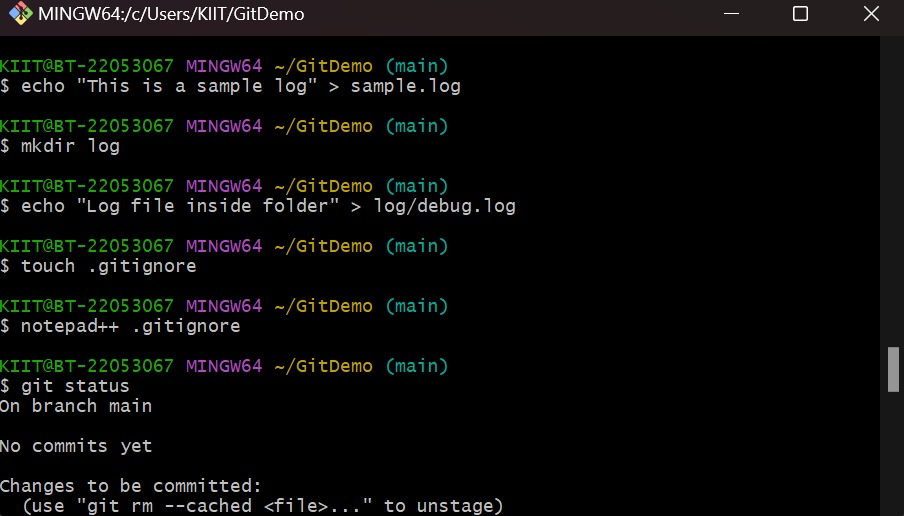 MINGW64:/c/Users/KIIT/GitDemo
KIIT@BT-22053067 MINGW64 ~/GitDemo (main)
$ echo "This is a sample log" > sample.log
KIIT@BT-22053067 MINGW64 ~/GitDemo (main)
$ mkdir log
KIIT@BT-22053067 MINGW64 ~/GitDemo (main)
$ echo "Log file inside folder" > log/debug.log
KIIT@BT-22053067 MINGW64 ~/GitDemo (main)
$ touch .gitignore
KIIT@BT-22053067 MINGW64 ~/GitDemo (main)
$ notepad++ .gitignore
KIIT@BT-22053067 MINGW64 ~/GitDemo (main)
$ git status
On branch main
No commits yet
Changes to be committed:
  (use "git rm --cached <file>..." to unstage)